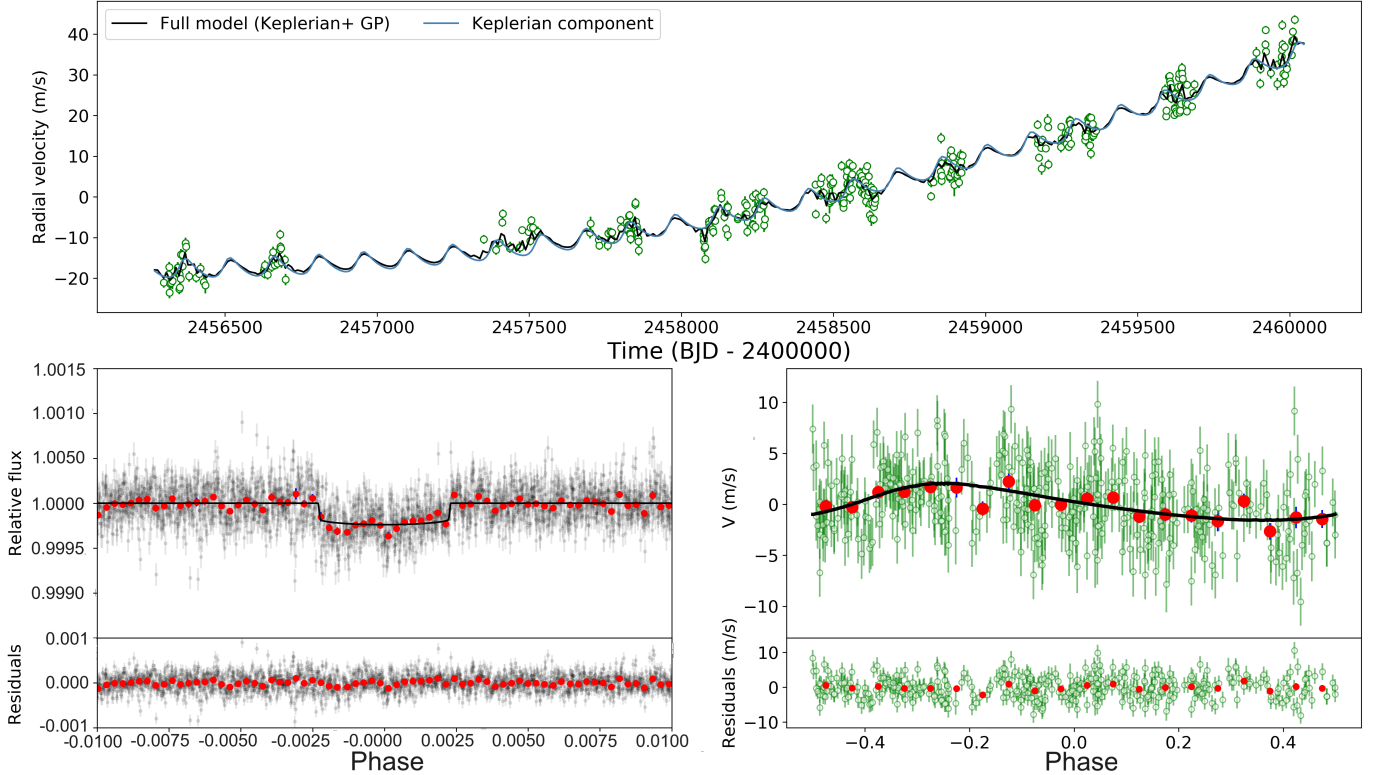 Full model (Keplerian+ GP)
Keplerian component
Radial velocity (m/s)
40
30
20
10
0
−10
−20
2456500 2457000 2457500 2458000 2458500 2459000 2459500 2460000
Time (BJD - 2400000)
Relative flux
1.0015
1.0010
1.0050
1.0000
0.9995
0.9990
Residuals
0.001
0.000
-0.001
-0.0100 -0.0075 -0.0050 -0.0025 -0.0000 0.0025 0.0050 0.0075 0.0100
Phase
V (m/s)
10
5
0
−5
−10
Residuals (m/s)
10
0
−10
−0.4 −0.2 0.0 0.2 0.4
Phase